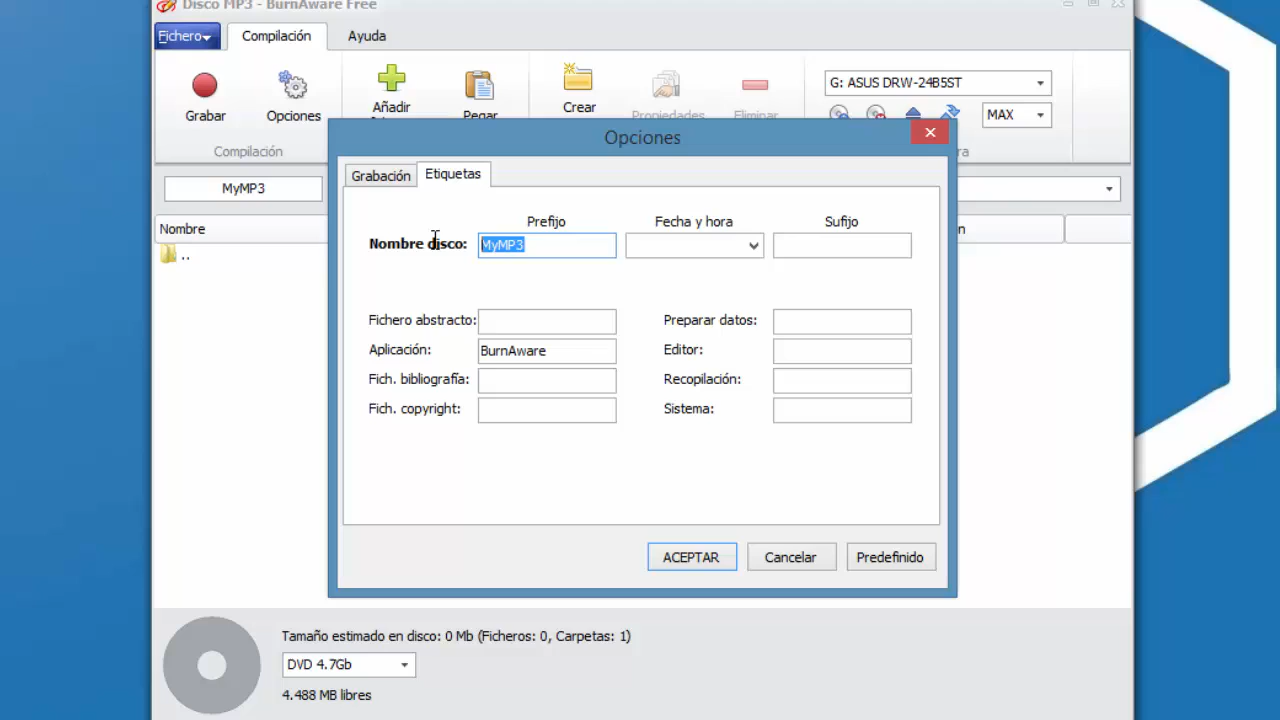 Disco MP3 - BurnAware Free
Fichero Compilación Ayuda
Grabar Opciones Añadir Pegar Crear Propiedades Eliminar
G: ASUS DRW-24B5ST
MAX
Compilación
Opciones
Grabación Etiquetas
MyMP3
Nombre
..
Prefijo Fecha y hora Sufijo
Nombre disco: MyMP3
Fichero abstracto: Preparar datos:
Aplicación: BurnAware Editor:
Fich. bibliografía: Recopilación:
Fich. copyright: Sistema:
ACEPTAR Cancelar Predefinido
Tamaño estimado en disco: 0 Mb (Ficheros: 0, Carpetas: 1)
DVD 4.7Gb
4.488 MB libres